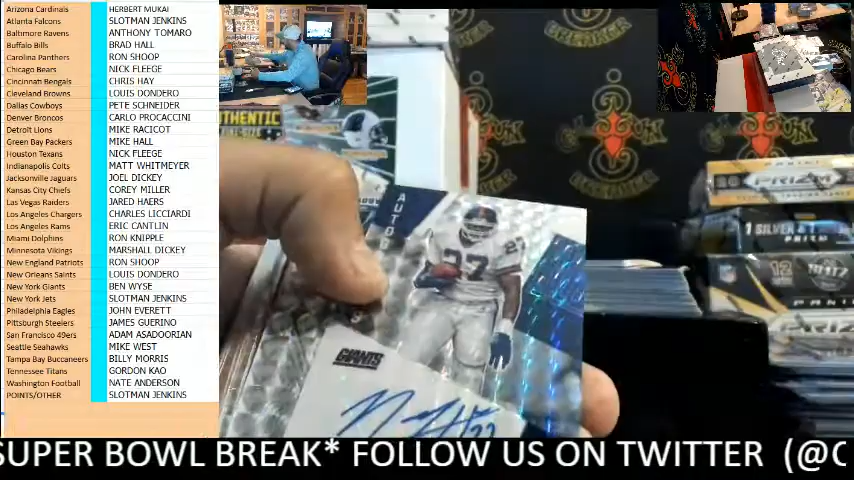 Arizona Cardinals HERBERT MUKAI
Atlanta Falcons SLOTMAN JENKINS
Baltimore Ravens ANTHONY TOMARO
Buffalo Bills BRAD HALL
Carolina Panthers RON SHOOP
Chicago Bears NICK FLEEGE
Cincinnati Bengals CHRIS HAY
Cleveland Browns LOUIS DONDERO
Dallas Cowboys PETE SCHNEIDER
Denver Broncos CARLO PROCACCINI
Detroit Lions MIKE RACICOT
Green Bay Packers MIKE HALL
Houston Texans NICK FLEEGE
Indianapolis Colts MATT WHITMEYER
Jacksonville Jaguars JOEL DICKEY
Kansas City Chiefs COREY MILLER
Las Vegas Raiders JARED HAERS
Los Angeles Chargers CHARLES LICCIARDI
Los Angeles Rams ERIC CANTLIN
Miami Dolphins RON KNIPPLE
Minnesota Vikings MARSHALL DICKEY
New England Patriots RON SHOOP
New Orleans Saints LOUIS DONDERO
New York Giants BEN WYSE
New York Jets SLOTMAN JENKINS
Philadelphia Eagles JOHN EVERETT
Pittsburgh Steelers JAMES GUERINO
San Francisco 49ers ADAM ASADOORIAN
Seattle Seahawks MIKE WEST
Tampa Bay Buccaneers BILLY MORRIS
Tennessee Titans GORDON KAO
Washington Football NATE ANDERSON
POINTS/OTHER SLOTMAN JENKINS
THENTIC
AUTO
27
27
GIANTS
PRIZM
1 SILVER
12
PRIZM
SUPER BOWL BREAK* FOLLOW US ON TWITTER (@C